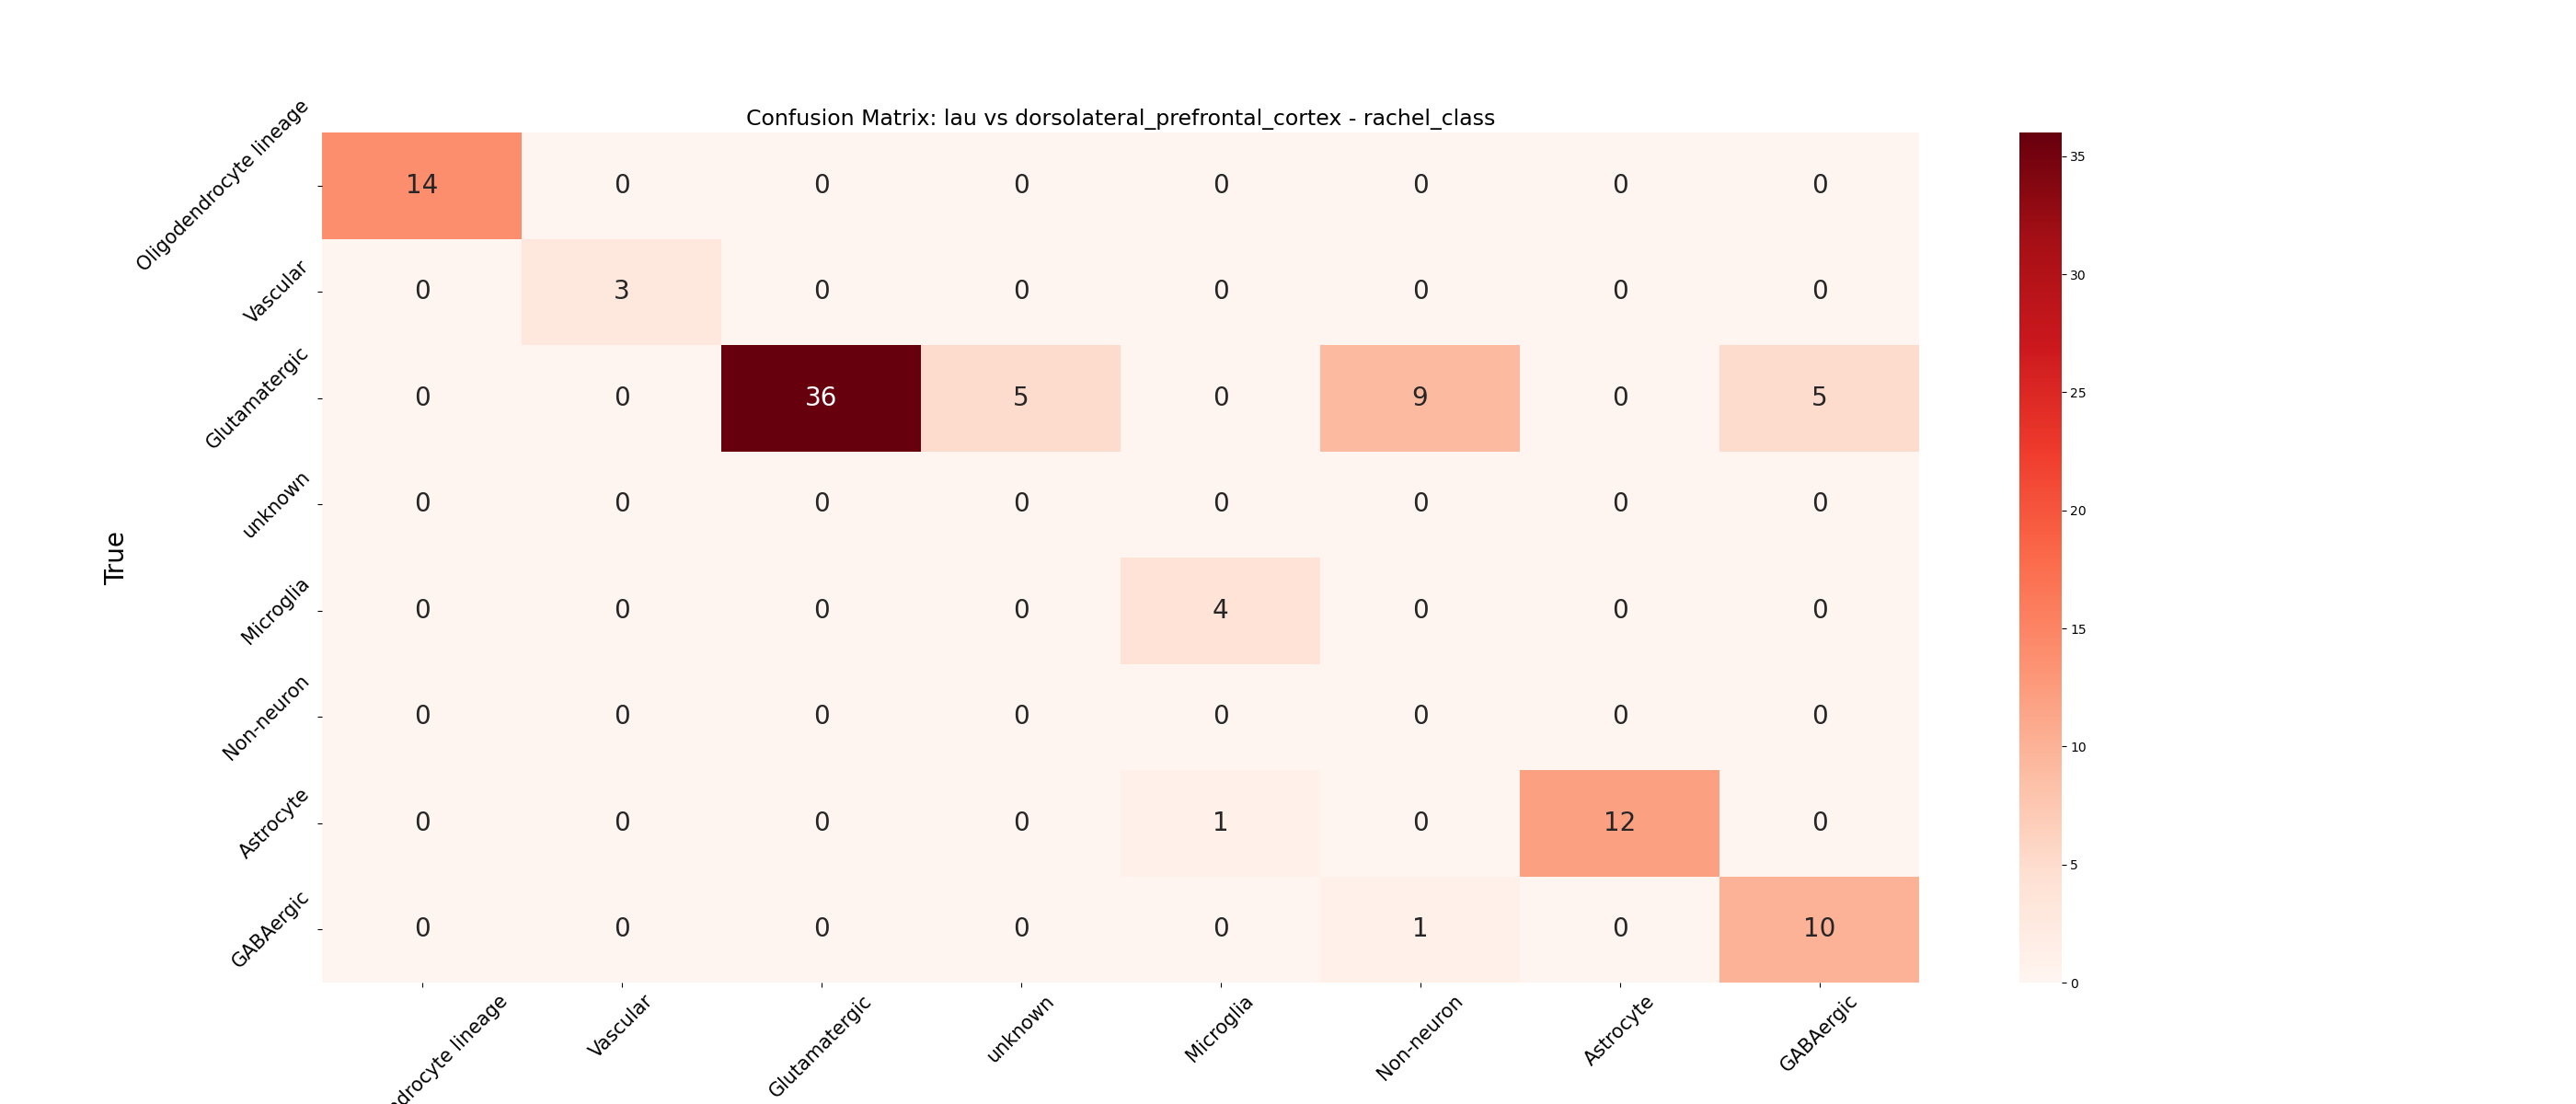 Confusion Matrix: lau vs dorsolateral_prefrontal_cortex - rachel_class
True
Oligodendrocyte lineage 14 0 0 0 0 0 0 0
Vascular 0 3 0 0 0 0 0 0
Glutamatergic 0 0 36 5 0 9 0 5
unknown 0 0 0 0 0 0 0 0
Microglia 0 0 0 0 4 0 0 0
Non-neuron 0 0 0 0 0 0 0 0
Astrocyte 0 0 0 0 1 0 12 0
GABAergic 0 0 0 0 0 1 0 10
ndrocyte lineage Vascular Glutamatergic unknown Microglia Non-neuron Astrocyte GABAergic
35
30
25
20
15
10
5
0